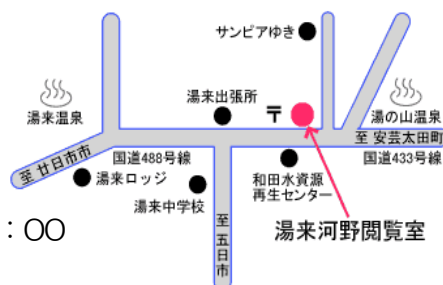 サンピアゆき
湯来温泉
湯来出張所
〒
湯の山温泉
至 安芸太田町
至 廿日市市
国道488号線
国道433号線
湯来ロッジ
湯来中学校
和田水資源
再生センター
至 五日市
湯来河野閲覧室
：OO